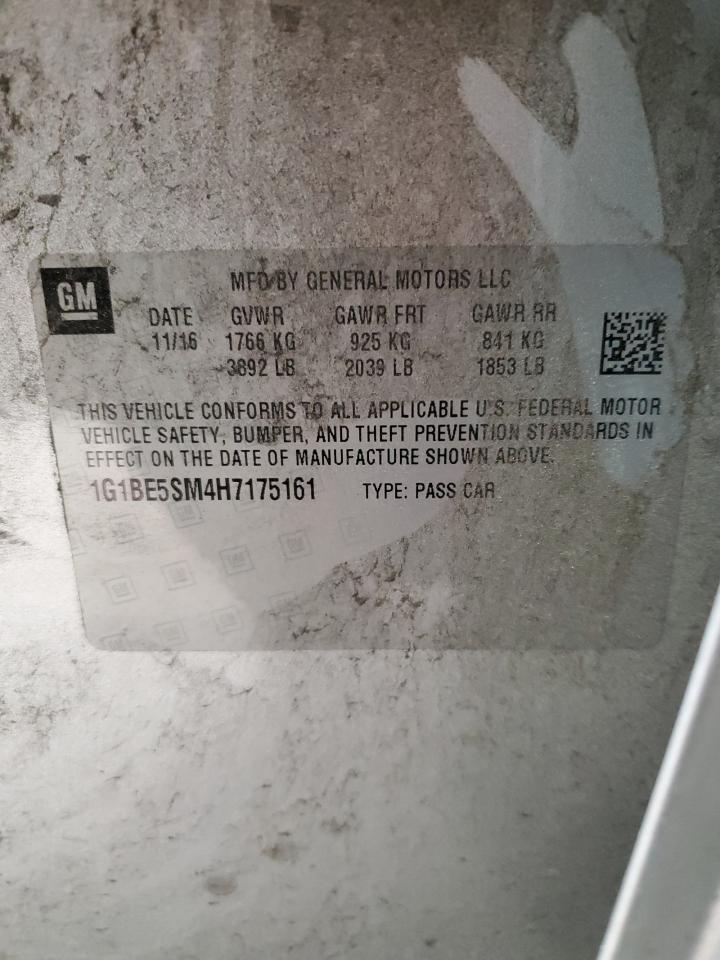 GM
MFD BY GENERAL MOTORS LLC
DATE GVWR GAWR FRT GAWR RR
11/16 1766 KG 925 KG 841 KG
3892 LB 2039 LB 1853 LB
THIS VEHICLE CONFORMS TO ALL APPLICABLE U.S. FEDERAL MOTOR
VEHICLE SAFETY, BUMPER, AND THEFT PREVENTION STANDARDS IN
EFFECT ON THE DATE OF MANUFACTURE SHOWN ABOVE.
1G1BE5SM4H7175161 TYPE: PASS CAR